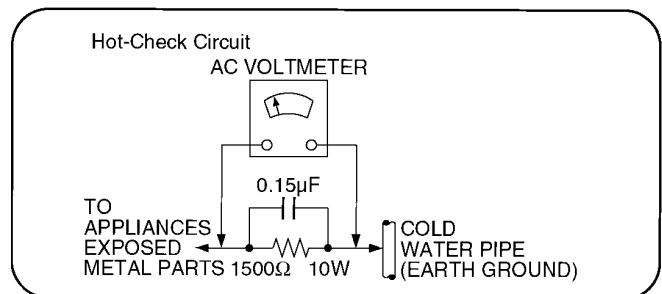 Hot-Check Circuit
AC VOLTMETER
0.15µF
TO
APPLIANCES
EXPOSED
METAL PARTS
1500Ω 10W
COLD
WATER PIPE
(EARTH GROUND)